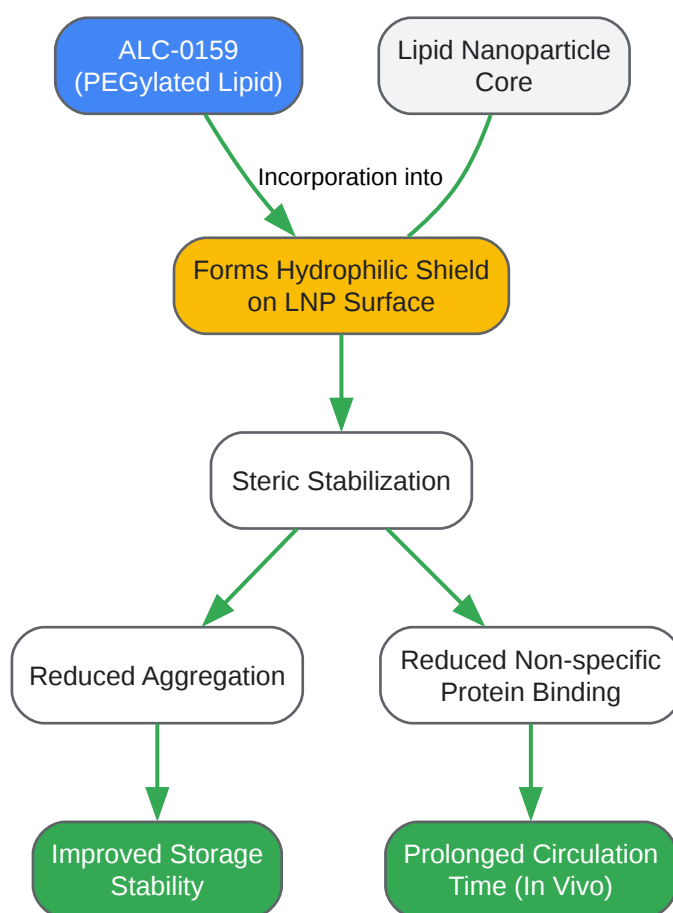 ALC-0159
(PEGylated Lipid)
Lipid Nanoparticle
Core
Incorporation into
Forms Hydrophilic Shield
on LNP Surface
Steric Stabilization
Reduced Aggregation
Reduced Non-specific
Protein Binding
Improved Storage
Stability
Prolonged Circulation
Time (In Vivo)